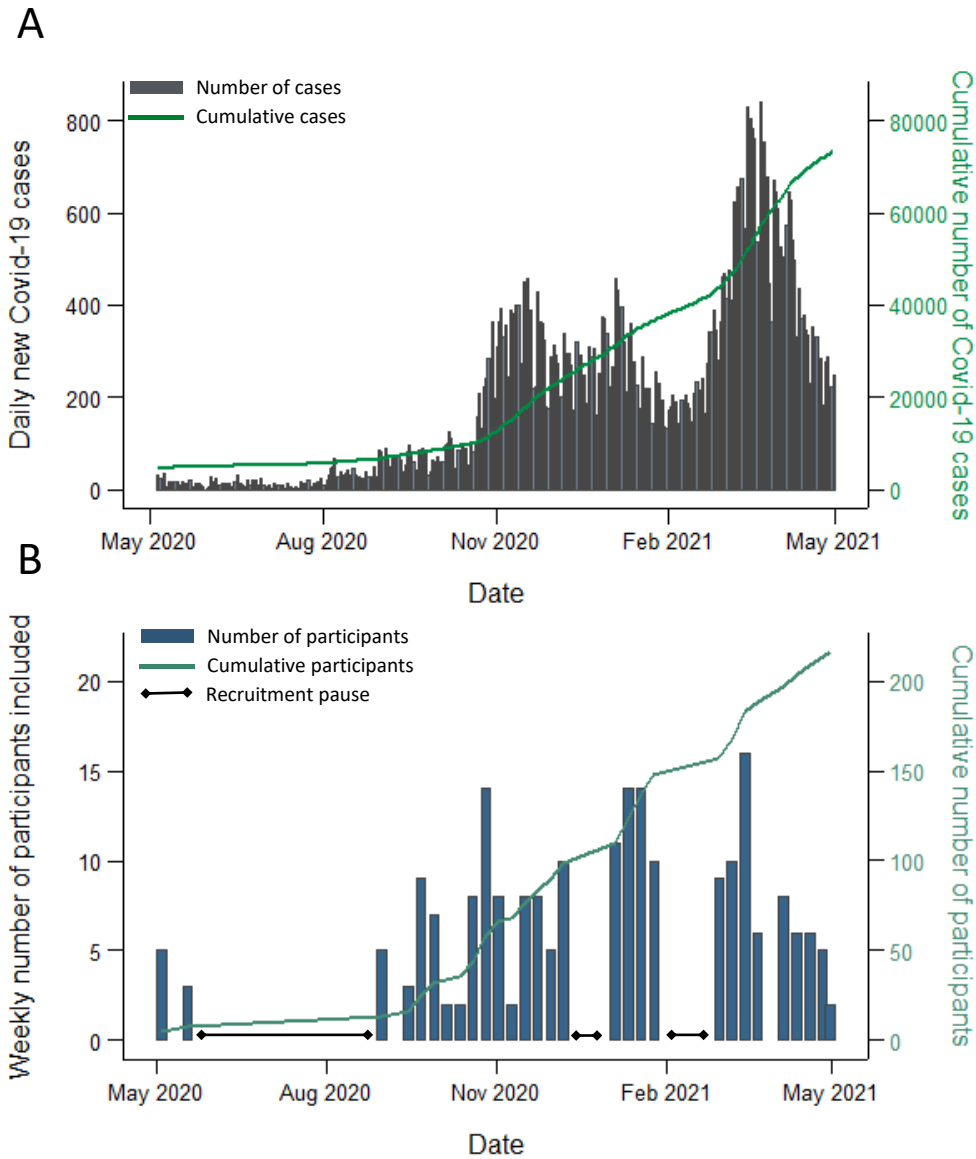 A
Number of cases
Cumulative cases
Daily new Covid-19 cases
800
600
400
200
0
80000
60000
40000
20000
0
Cumulative number of Covid-19 cases
May 2020
Aug 2020
Nov 2020
Feb 2021
May 2021
Date
B
Number of participants
Cumulative participants
Recruitment pause
Weekly number of participants included
20
15
10
5
0
200
150
100
50
0
Cumulative number of participants
May 2020
Aug 2020
Nov 2020
Feb 2021
May 2021
Date